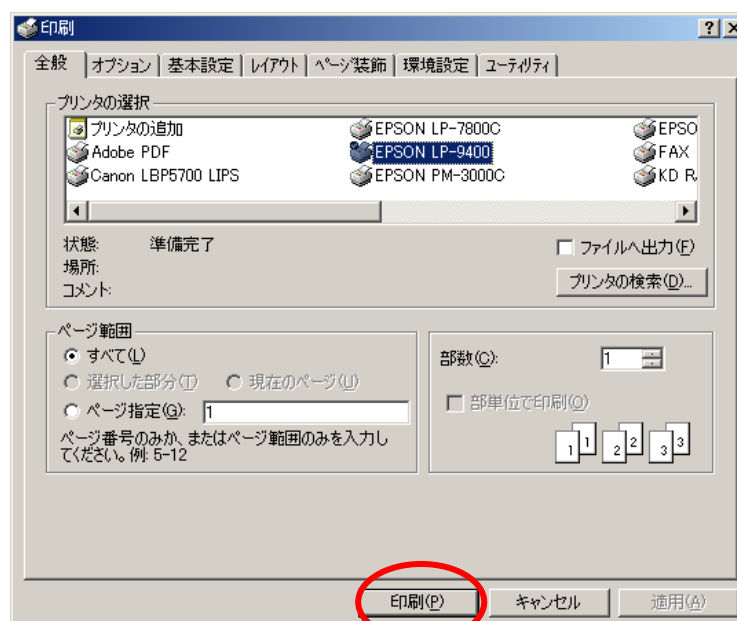 印刷
全般 オプション 基本設定 レイアウト ページ装飾 環境設定 ユーティリティ
プリンタの選択
プリンタの追加 EPSON LP-7800C EPSO
Adobe PDF EPSON LP-9400 FAX
Canon LBP5700 LIPS EPSON PM-3000C KD R
状態: 準備完了 ファイルへ出力(F)
場所:
コメント: プリンタの検索(D)...
ページ範囲
すべて(L) 部数(C): 1
選択した部分(T) 現在のページ(U)
部単位で印刷(O)
ページ指定(G): 1
ページ番号のみか、またはページ範囲のみを入力し
てください。例: 5-12
1 1 2 2 3 3
印刷(P) キャンセル 適用(A)